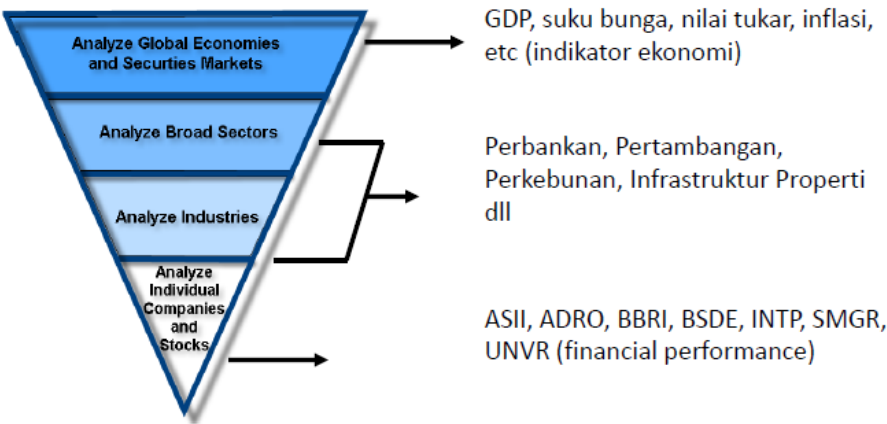 Analyze Global Economies
and Securties Markets
GDP, suku bunga, nilai tukar, inflasi,
etc (indikator ekonomi)
Analyze Broad Sectors
Analyze Industries
Perbankan, Pertambangan,
Perkebunan, Infrastruktur Properti
dll
Analyze
Individual
Companies
and
Stocks
ASII, ADRO, BBRI, BSDE, INTP, SMGR,
UNVR (financial performance)